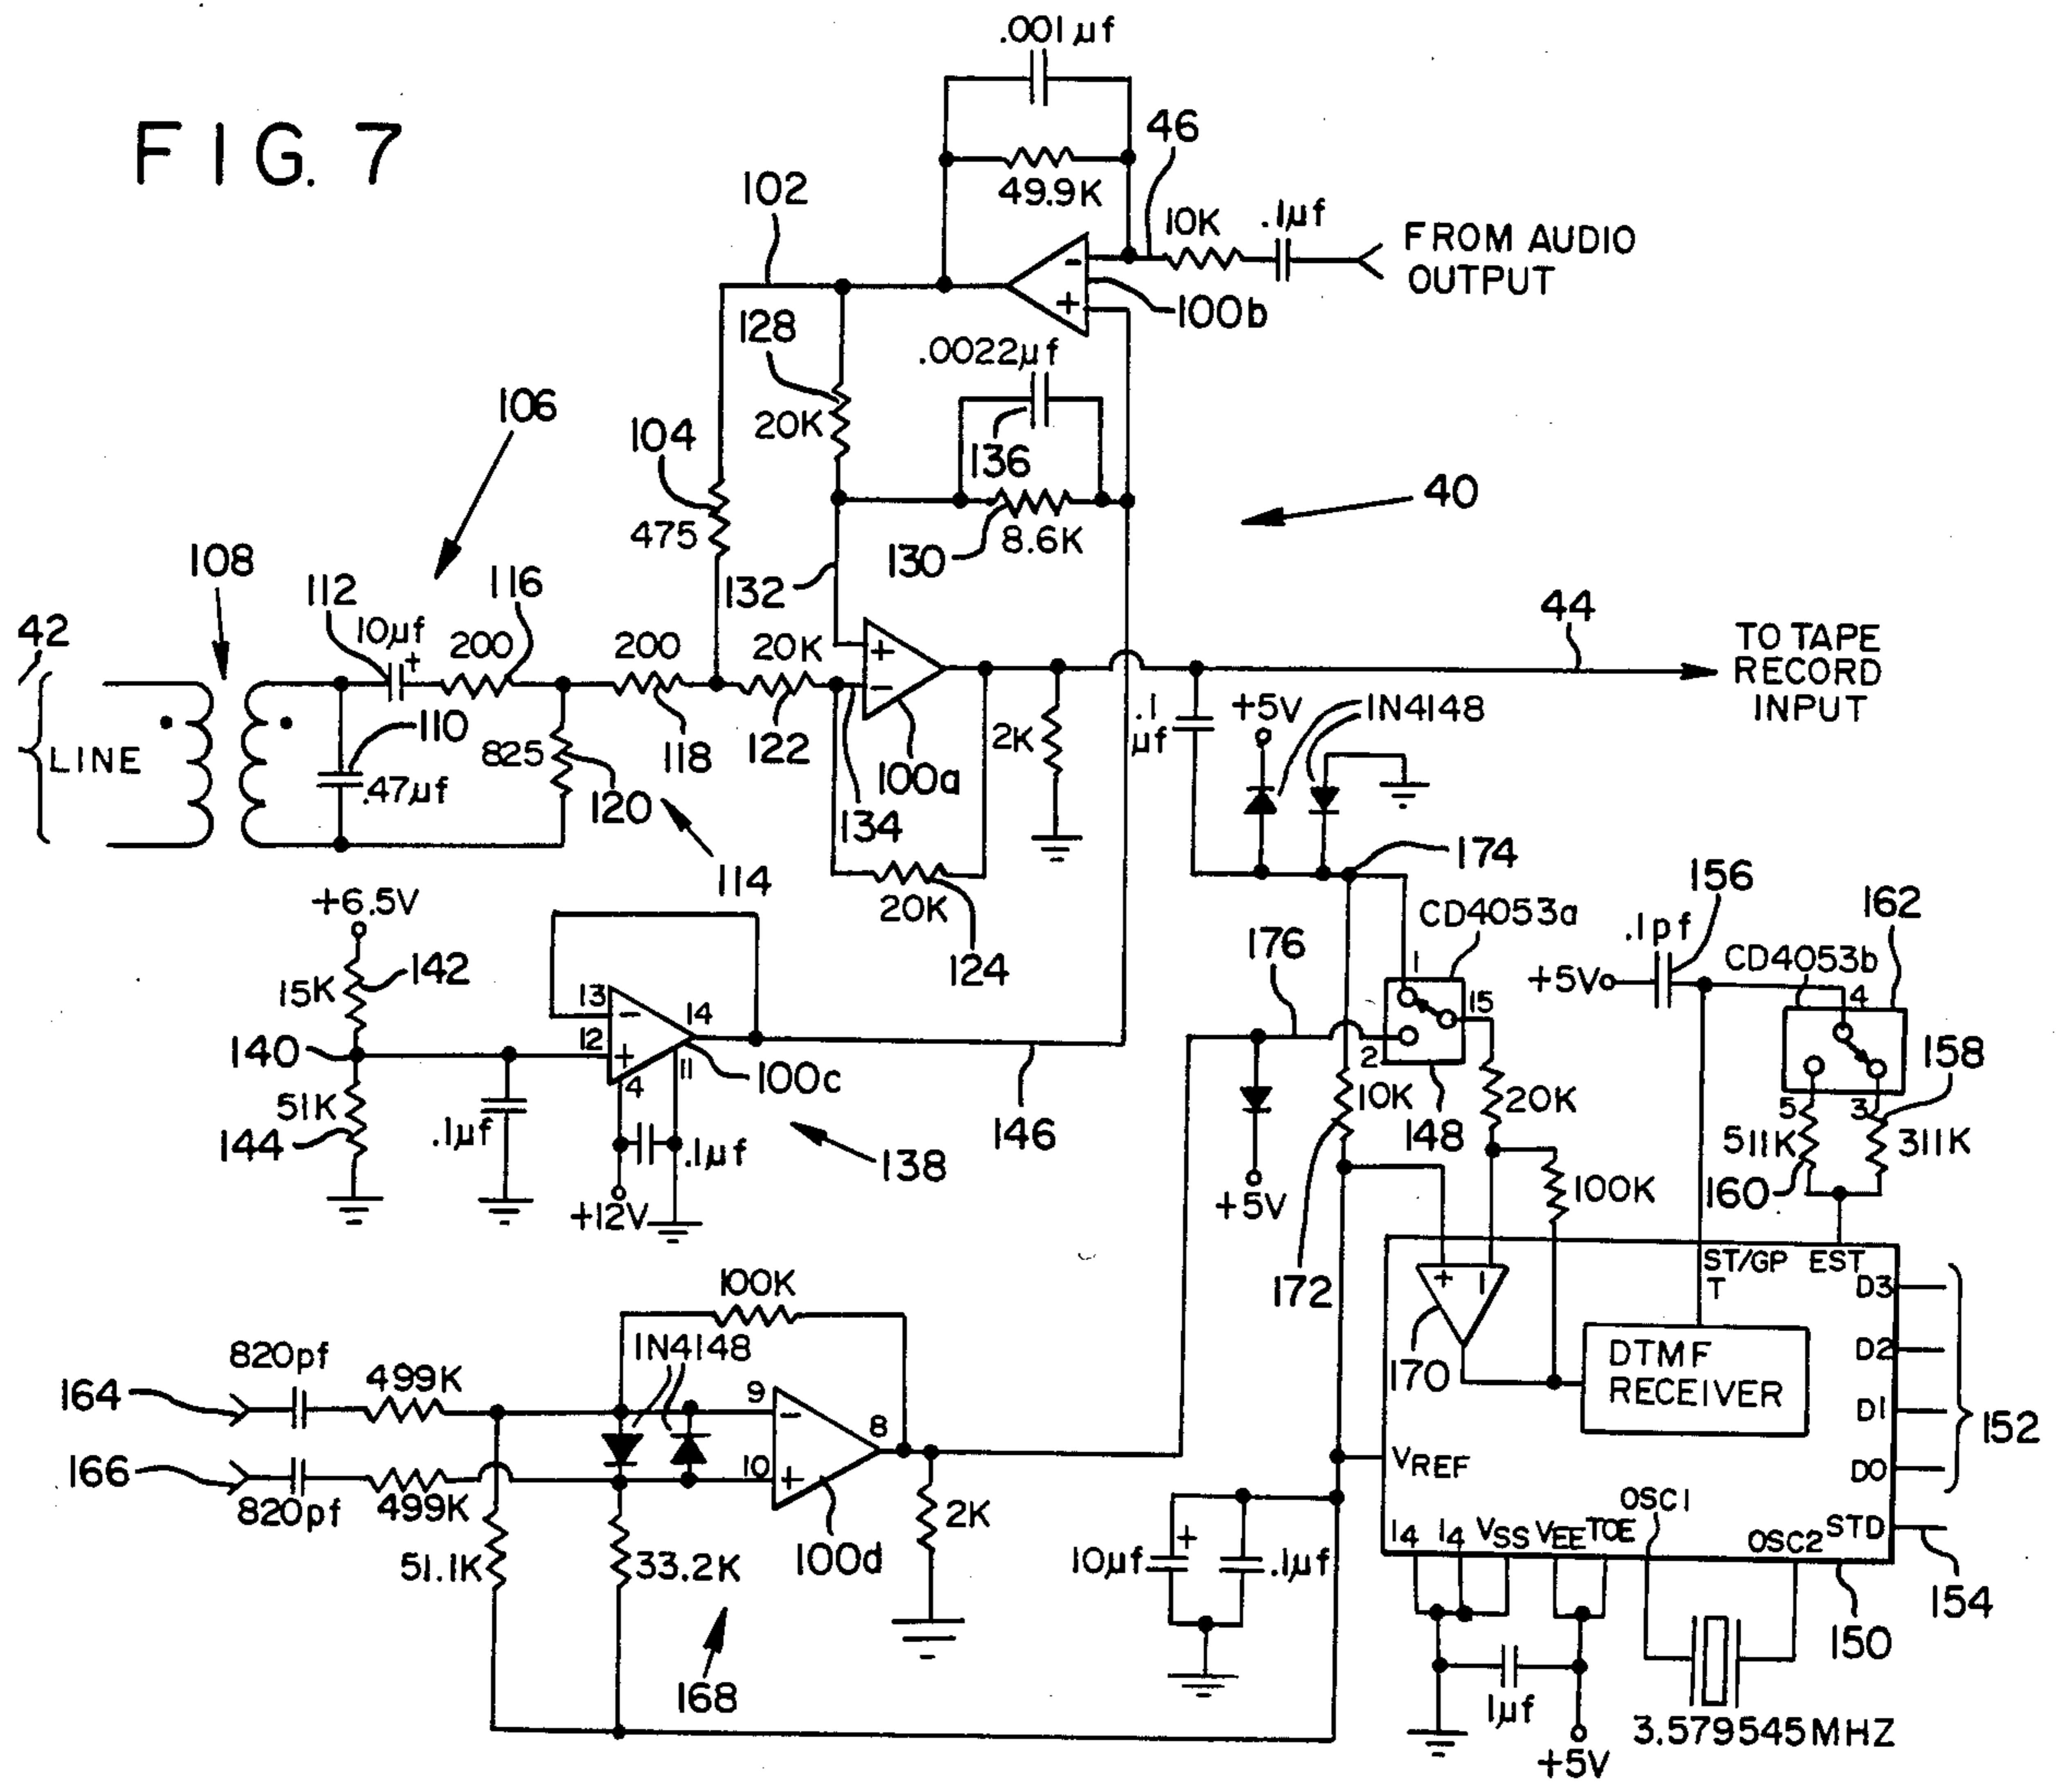 FIG. 7
.001µf
49.9K
46
10K
.1µf
FROM AUDIO
OUTPUT
102
-
+
100b
128
20K
.0022µf
136
104
475
106
130
8.6K
40
132
108
112
10µf
+
116
200
200
20K
+
-
44
TO TAPE
RECORD
INPUT
42
LINE
110
.47µf
825
120
118
122
100a
134
2K
.1
µf
+5V
1N4148
114
20K
124
174
+6.5V
142
15K
140
51K
144
.1µf
13
12
-
+
14
4
11
100c
.1µf
+12V
138
146
176
CD4053a
1
15
2
148
10K
20K
+5V
172
100K
156
.1pf
+5V
CD4053b
162
4
5
3
158
511K
311K
160
100K
1N4148
820pf
499K
164
166
820pf
499K
9
10
-
+
8
100d
51.1K
33.2K
2K
168
10µf
+
.1µf
+
-
170
ST/GP
T
EST
D3
D2
D1
D0
152
DTMF
RECEIVER
VREF
I4
I4
VSS
VEE
TOE
OSC1
OSC2
STD
154
150
1µf
+5V
3.579545MHZ